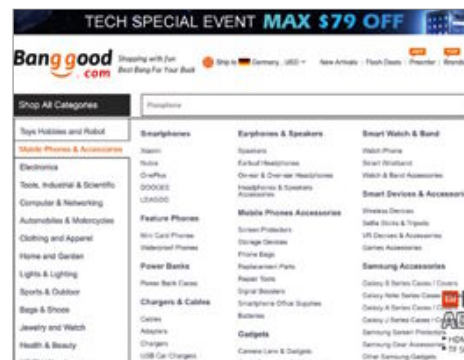 TECH SPECIAL EVENT MAX $79 OFF
Banggood
.com
Shopping with fun
Best Bang For Your Buck
Ship to Germany, USD
New Arrivals
Flash Deals
Preorder
Brands
Shop All Categories
Toys Hobbies and Robot
Mobile Phones & Accessories
Electronics
Tools, Industrial & Scientific
Computer & Networking
Automobiles & Motorcycles
Clothing and Apparel
Home and Garden
Lights & Lighting
Sports & Outdoor
Bags & Shoes
Jewelry and Watch
Health & Beauty
Smartphones
Xiaomi
Nubia
OnePlus
DOOGEE
LEAGOO
Feature Phones
Mini Card Phones
Waterproof Phones
Power Banks
Power Bank Cases
Chargers & Cables
Cables
Adapters
Chargers
USB Car Chargers
Earphones & Speakers
Speakers
Earbud Headphones
On-ear & Over-ear Headphones
Headphones & Speakers
Accessories
Mobile Phones Accessories
Screen Protectors
Storage Devices
Phone Bags
Replacement Parts
Repair Tools
Signal Boosters
Smartphone Office Supplies
Batteries
Gadgets
Camera Lens & Gadgets
Smart Watch & Band
Watch Phone
Smart Wristband
Watch & Band Accessories
Smart Devices & Accessori
Wireless Devices
Selfie Sticks & Tripods
VR Devices & Accessories
Games Accessories
Samsung Accessories
Galaxy S Series Cases / Covers
Galaxy Note Series Cases
Galaxy A Series Cases / Co
Galaxy J Series Cases / Co
Samsung Screen Protectors
Samsung Gear Accessories
Other Samsung Galaxy